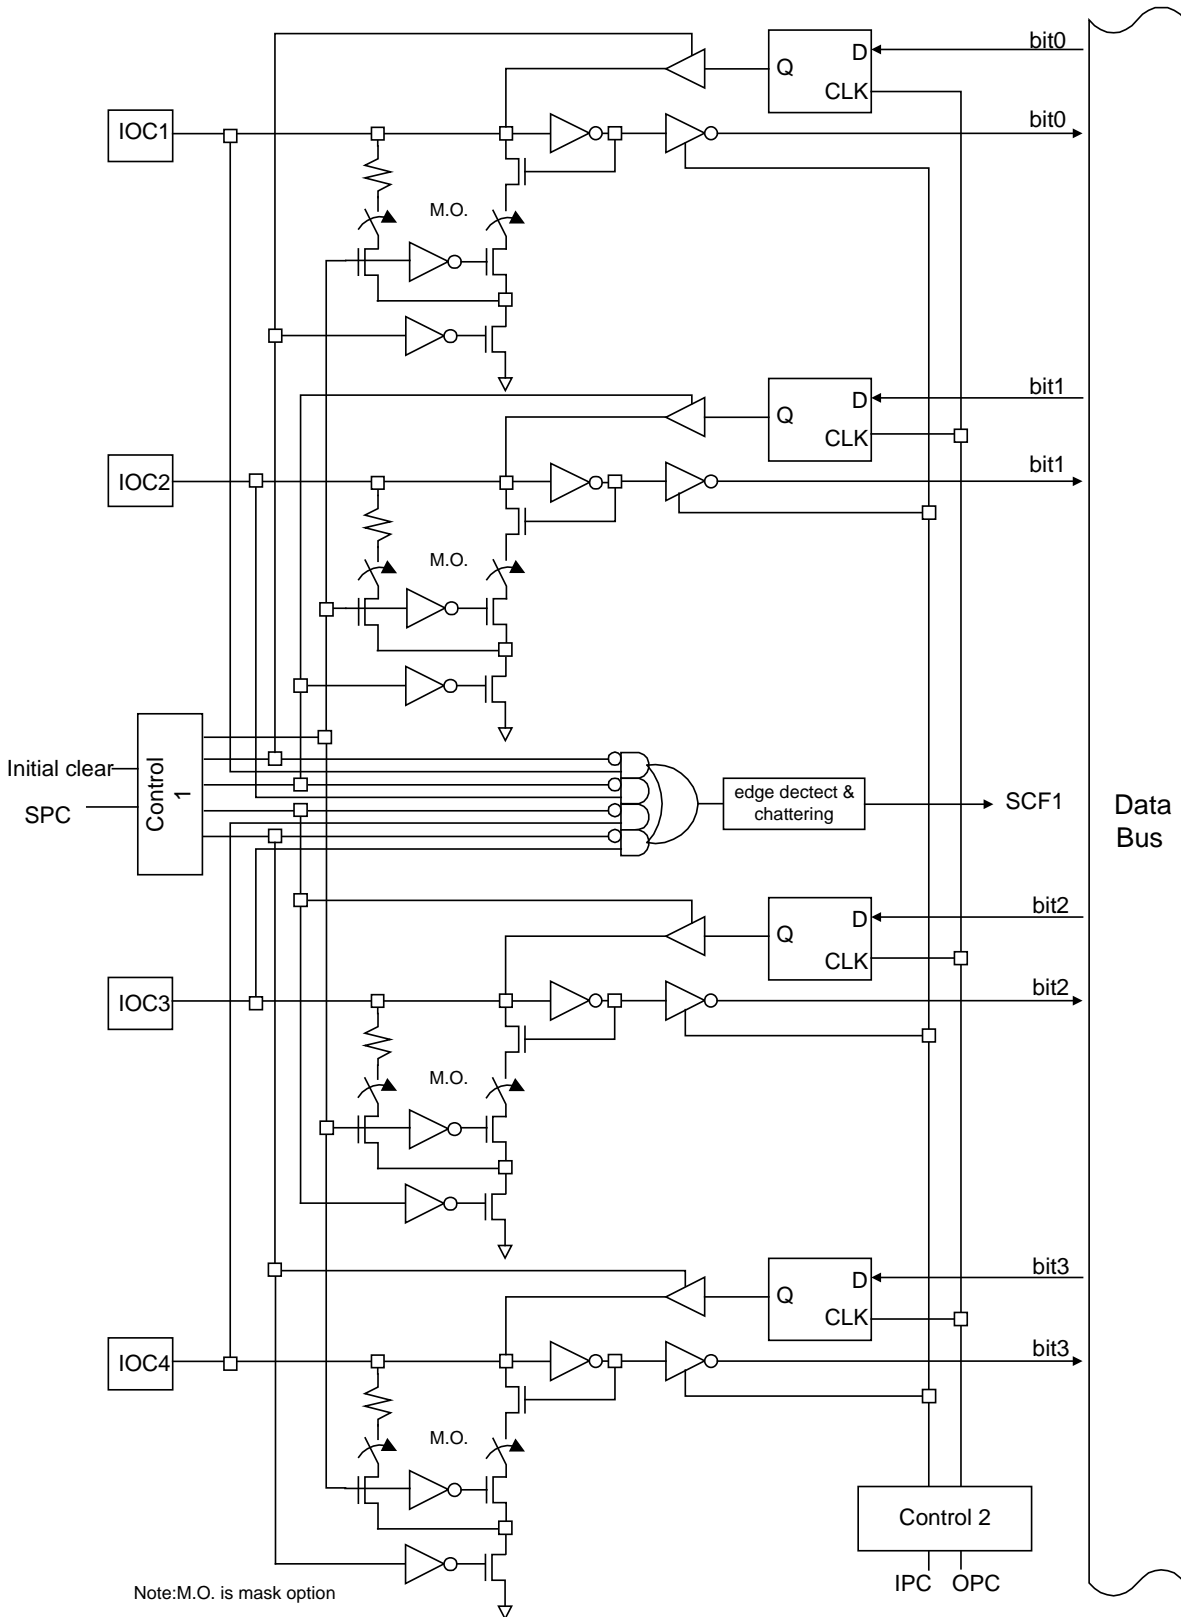 bit0
D
Q
CLK
IOC1
bit0
M.O.
bit1
D
Q
CLK
IOC2
bit1
M.O.
Control
1
Initial clear
SPC
edge dectect &
chattering
SCF1
Data
Bus
bit2
D
Q
CLK
IOC3
bit2
M.O.
bit3
D
Q
CLK
IOC4
bit3
M.O.
Control 2
IPC OPC
Note:M.O. is mask option